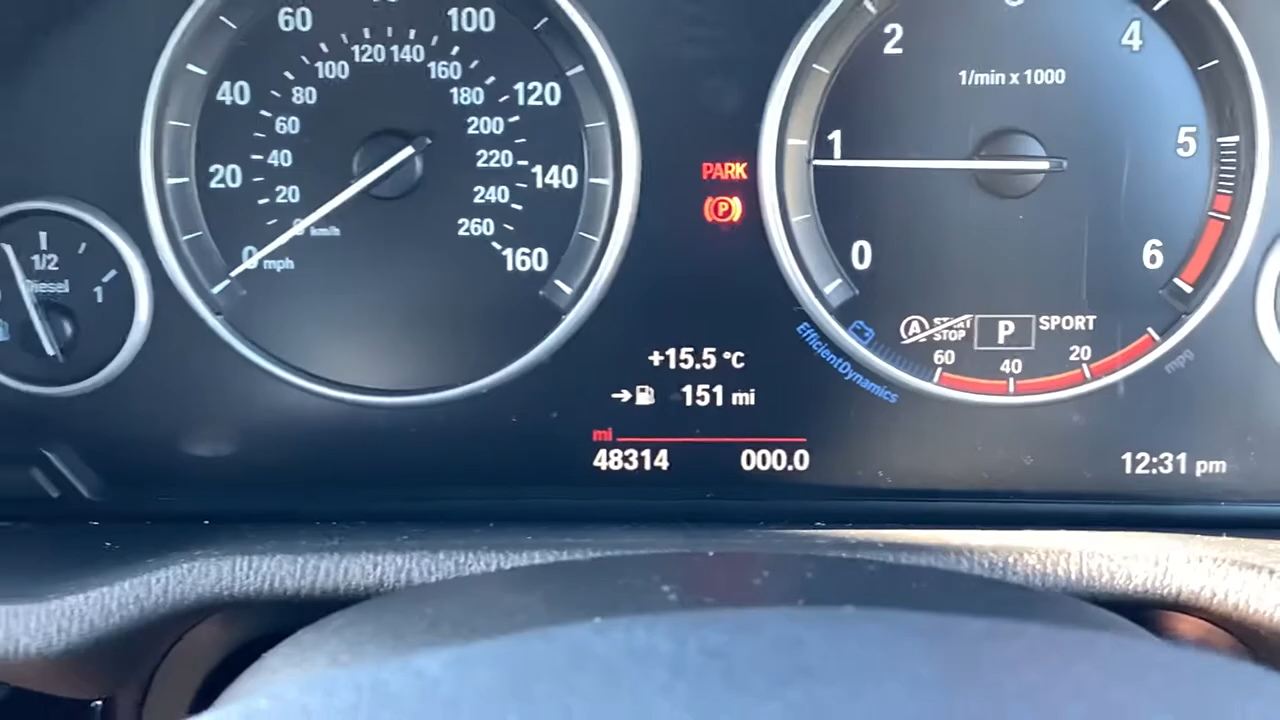 60
100
40
120
20
140
0 mph
160
120
140
100
160
80
180
60
200
40
220
20
240
km/h
260
1/2
Diesel
1
PARK
P
2
4
1/min x 1000
1
5
0
6
A START STOP
P
SPORT
60
40
20
mpg
EfficientDynamics
+15.5 °C
151 mi
mi
48314
000.0
12:31 pm